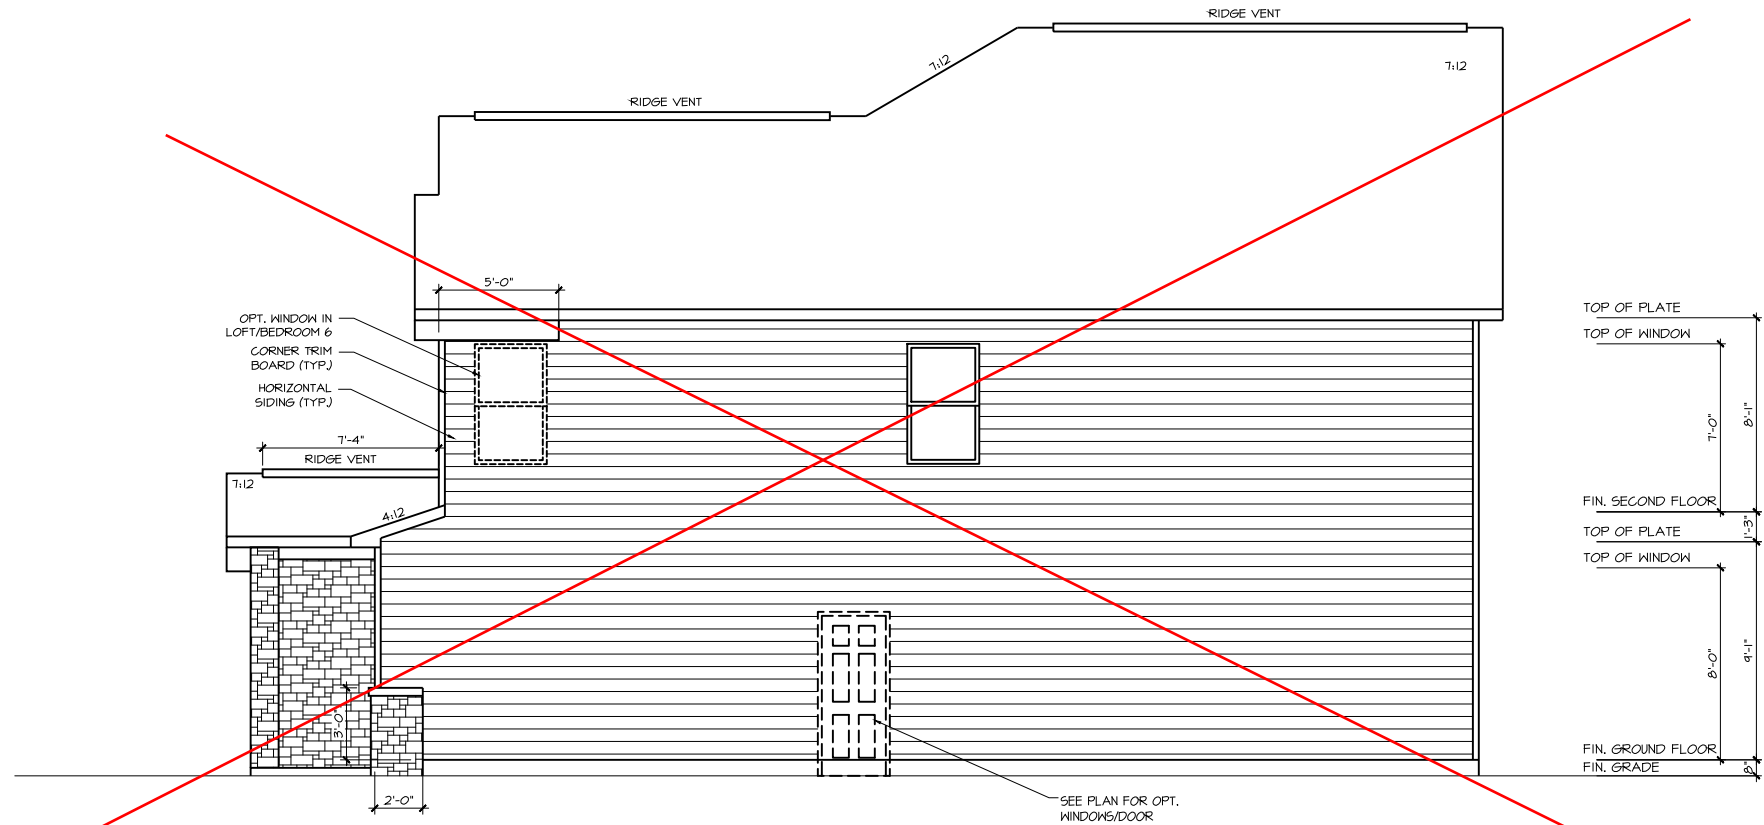 RIDGE VENT
7:12
7:12
RIDGE VENT
5'-0"
OPT. WINDOW IN
LOFT/BEDROOM 6
CORNER TRIM
BOARD (TYP.)
HORIZONTAL
SIDING (TYP.)
7'-4"
RIDGE VENT
7:12
4:12
3'-0"
2'-0"
SEE PLAN FOR OPT.
WINDOWS/DOOR
TOP OF PLATE
TOP OF WINDOW
7'-0"
8'-1"
FIN. SECOND FLOOR
1'-3"
TOP OF PLATE
TOP OF WINDOW
8'-0"
9'-1"
FIN. GROUND FLOOR
FIN. GRADE
8"